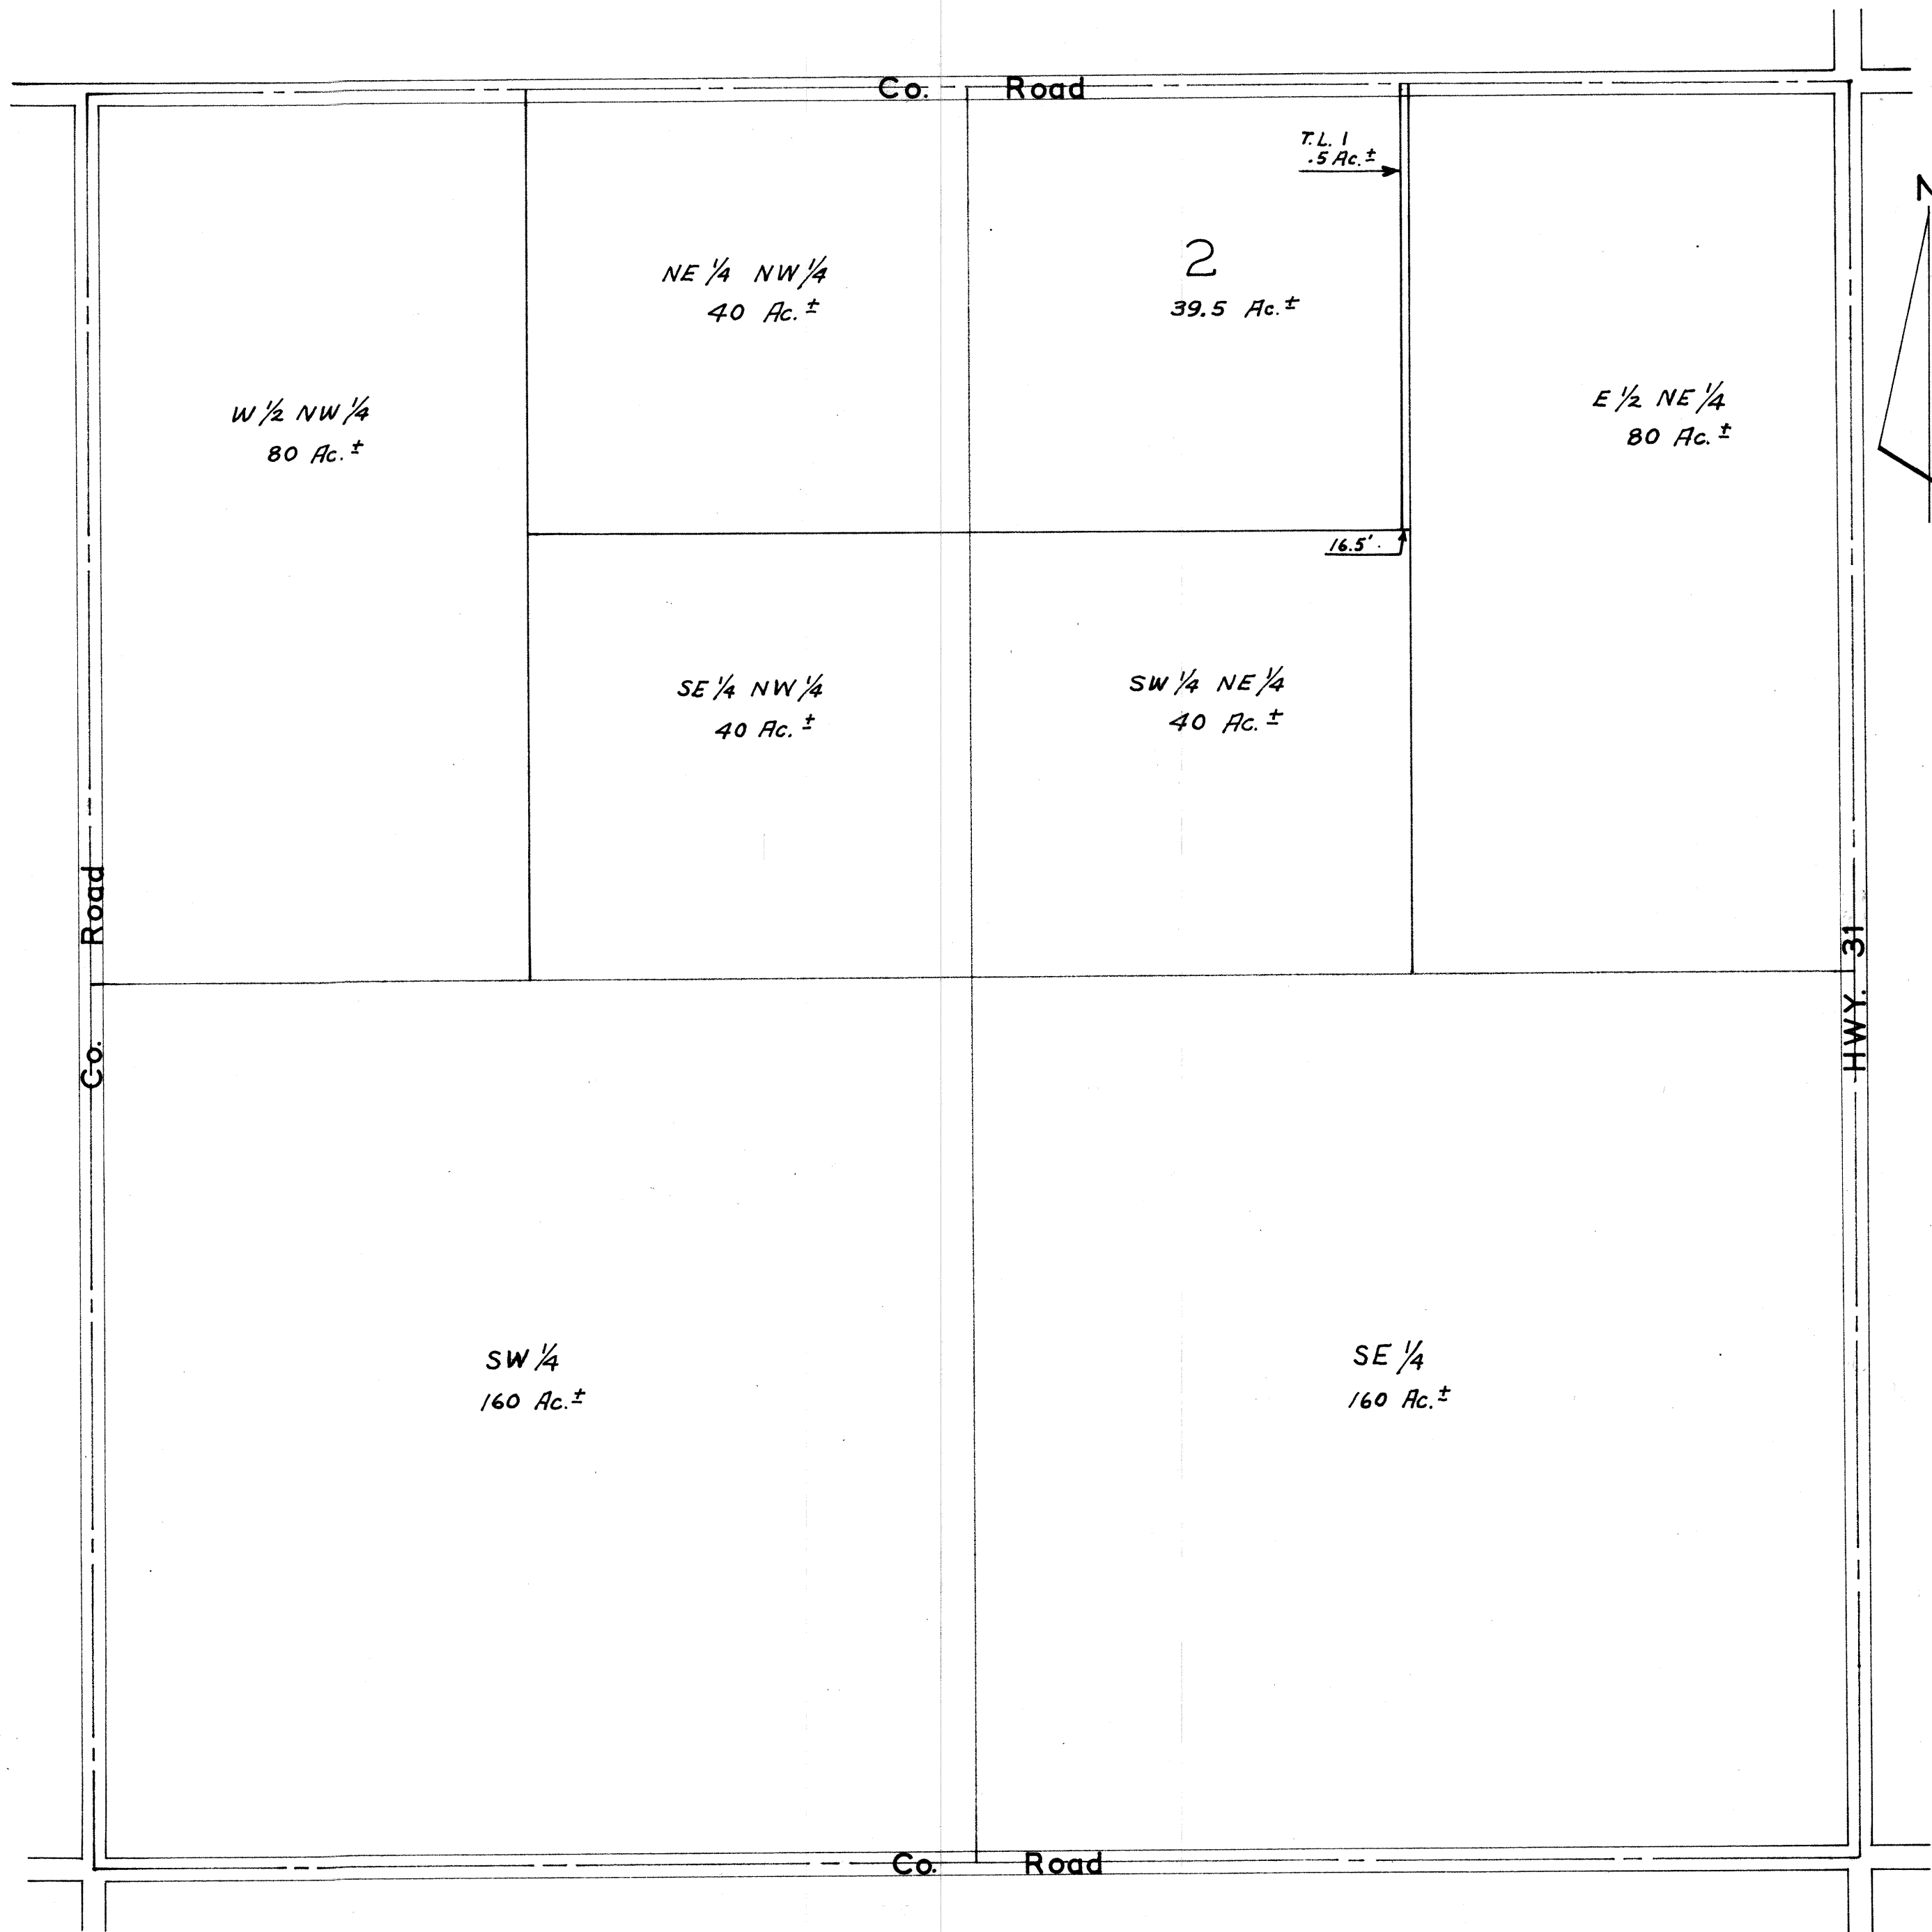 Co. Road
T.L. 1
.5 Ac.±
N
NE 1/4 NW 1/4
40 Ac.±
2
39.5 Ac.±
W 1/2 NW 1/4
80 Ac.±
E 1/2 NE 1/4
80 Ac.±
16.5'
SE 1/4 NW 1/4
40 Ac.±
SW 1/4 NE 1/4
40 Ac.±
Co. Road
HWY. 31
SW 1/4
160 Ac.±
SE 1/4
160 Ac.±
Co. Road